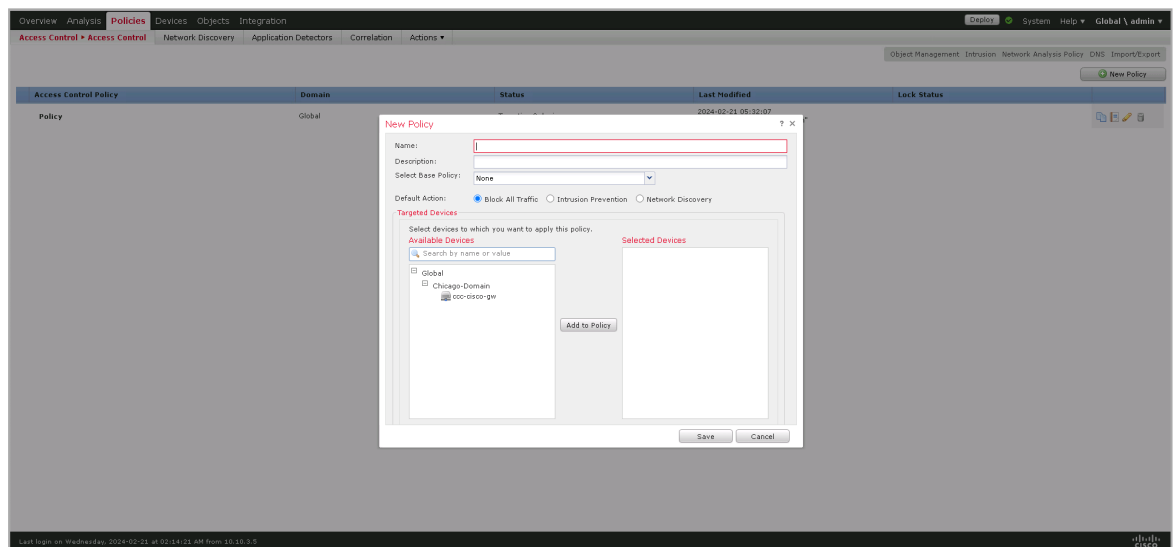 Overview Analysis Policies Devices Objects Integration Deploy System Help ▾ Global \ admin ▾
Access Control ▸ Access Control Network Discovery Application Detectors Correlation Actions ▾
Object Management Intrusion Network Analysis Policy DNS Import/Export
New Policy
Access Control Policy Domain Status Last Modified Lock Status
Policy Global 2024-02-21 05:32:07
New Policy ? ×
Name:
Description:
Select Base Policy: None
Default Action: Block All Traffic Intrusion Prevention Network Discovery
Targeted Devices
Select devices to which you want to apply this policy.
Available Devices Selected Devices
Search by name or value
Global
Chicago-Domain
ccc-cisco-gw
Add to Policy
Save Cancel
Last login on Wednesday, 2024-02-21 at 02:14:21 AM from 10.10.3.5
cisco